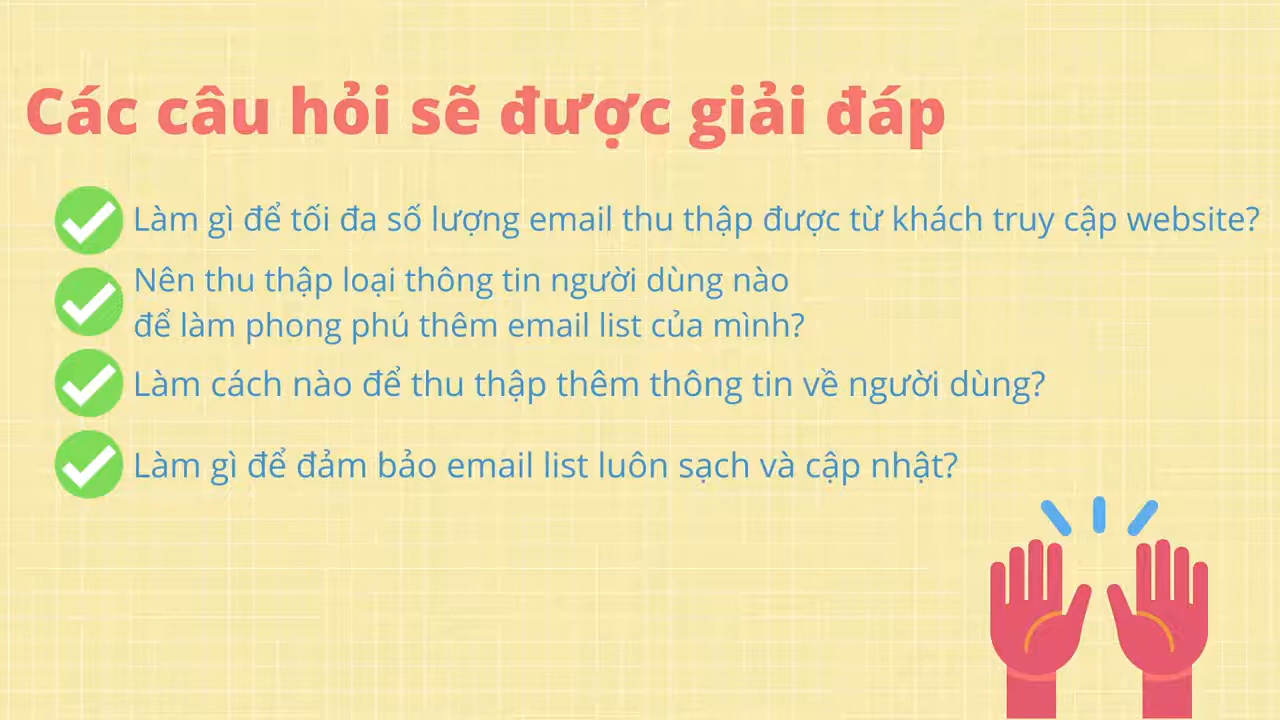 Các câu hỏi sẽ được giải đáp
Làm gì để tối đa số lượng email thu thập được từ khách truy cập website?
Nên thu thập loại thông tin người dùng nào
để làm phong phú thêm email list của mình?
Làm cách nào để thu thập thêm thông tin về người dùng?
Làm gì để đảm bảo email list luôn sạch và cập nhật?